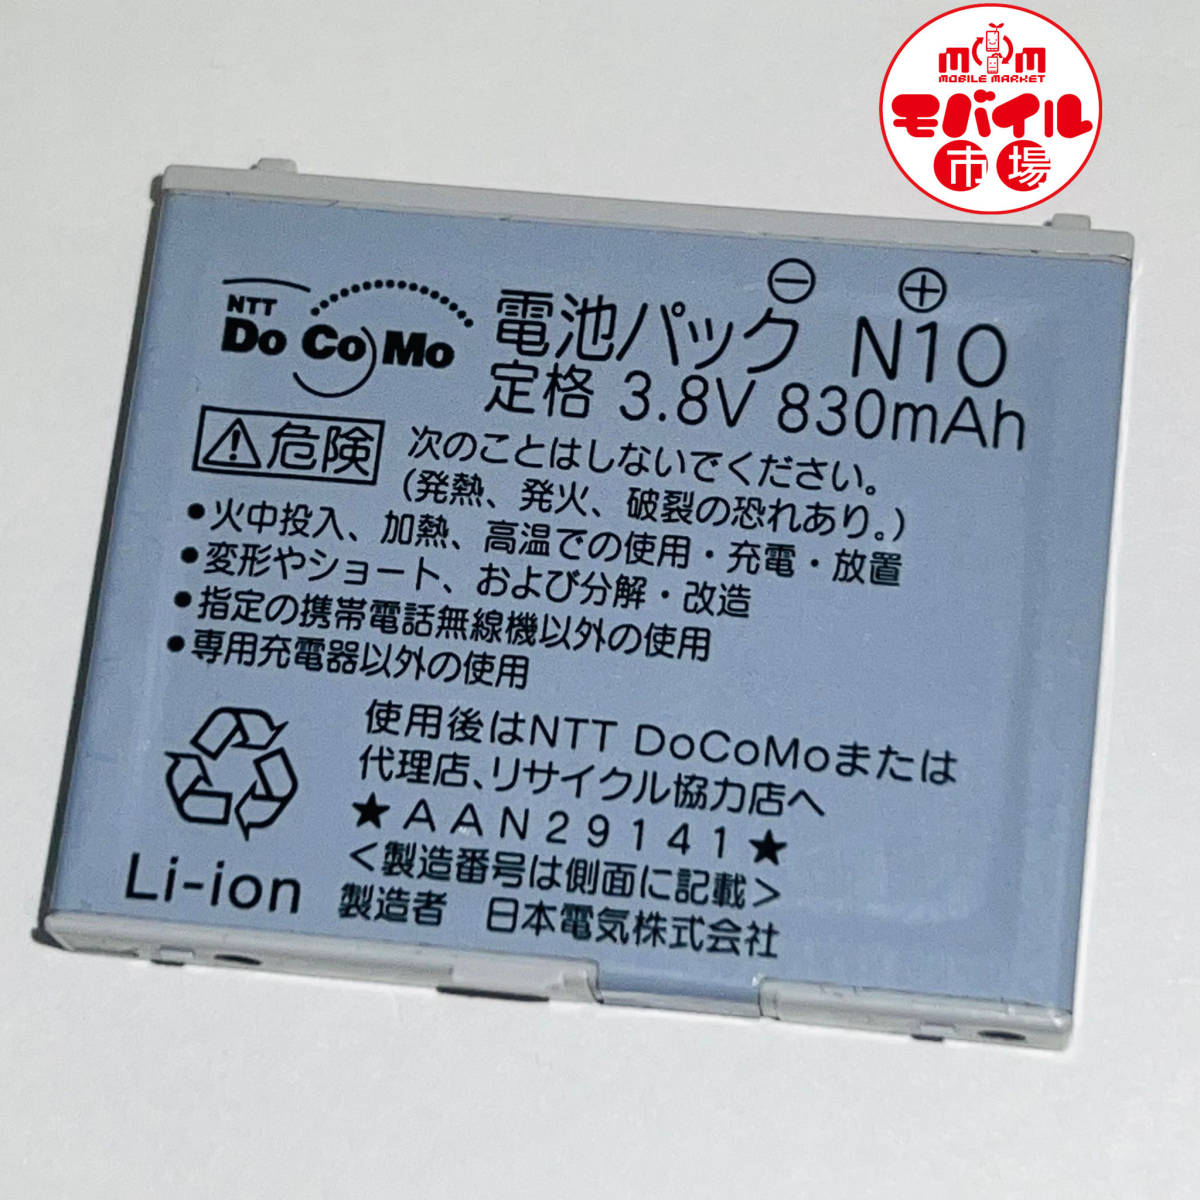 MM
MOBILE MARKET
モバイル
市場
NTT
DoCoMo
電池パック N10
定格 3.8V 830mAh
危険
次のことはしないでください。
(発熱、発火、破裂の恐れあり。)
●火中投入、加熱、高温での使用・充電・放置
●変形やショート、および分解・改造
●指定の携帯電話無線機以外の使用
●専用充電器以外の使用
使用後はNTT DoCoMoまたは
代理店、リサイクル協力店へ
★AAN29141★
<製造番号は側面に記載>
Li-ion
製造者 日本電気株式会社